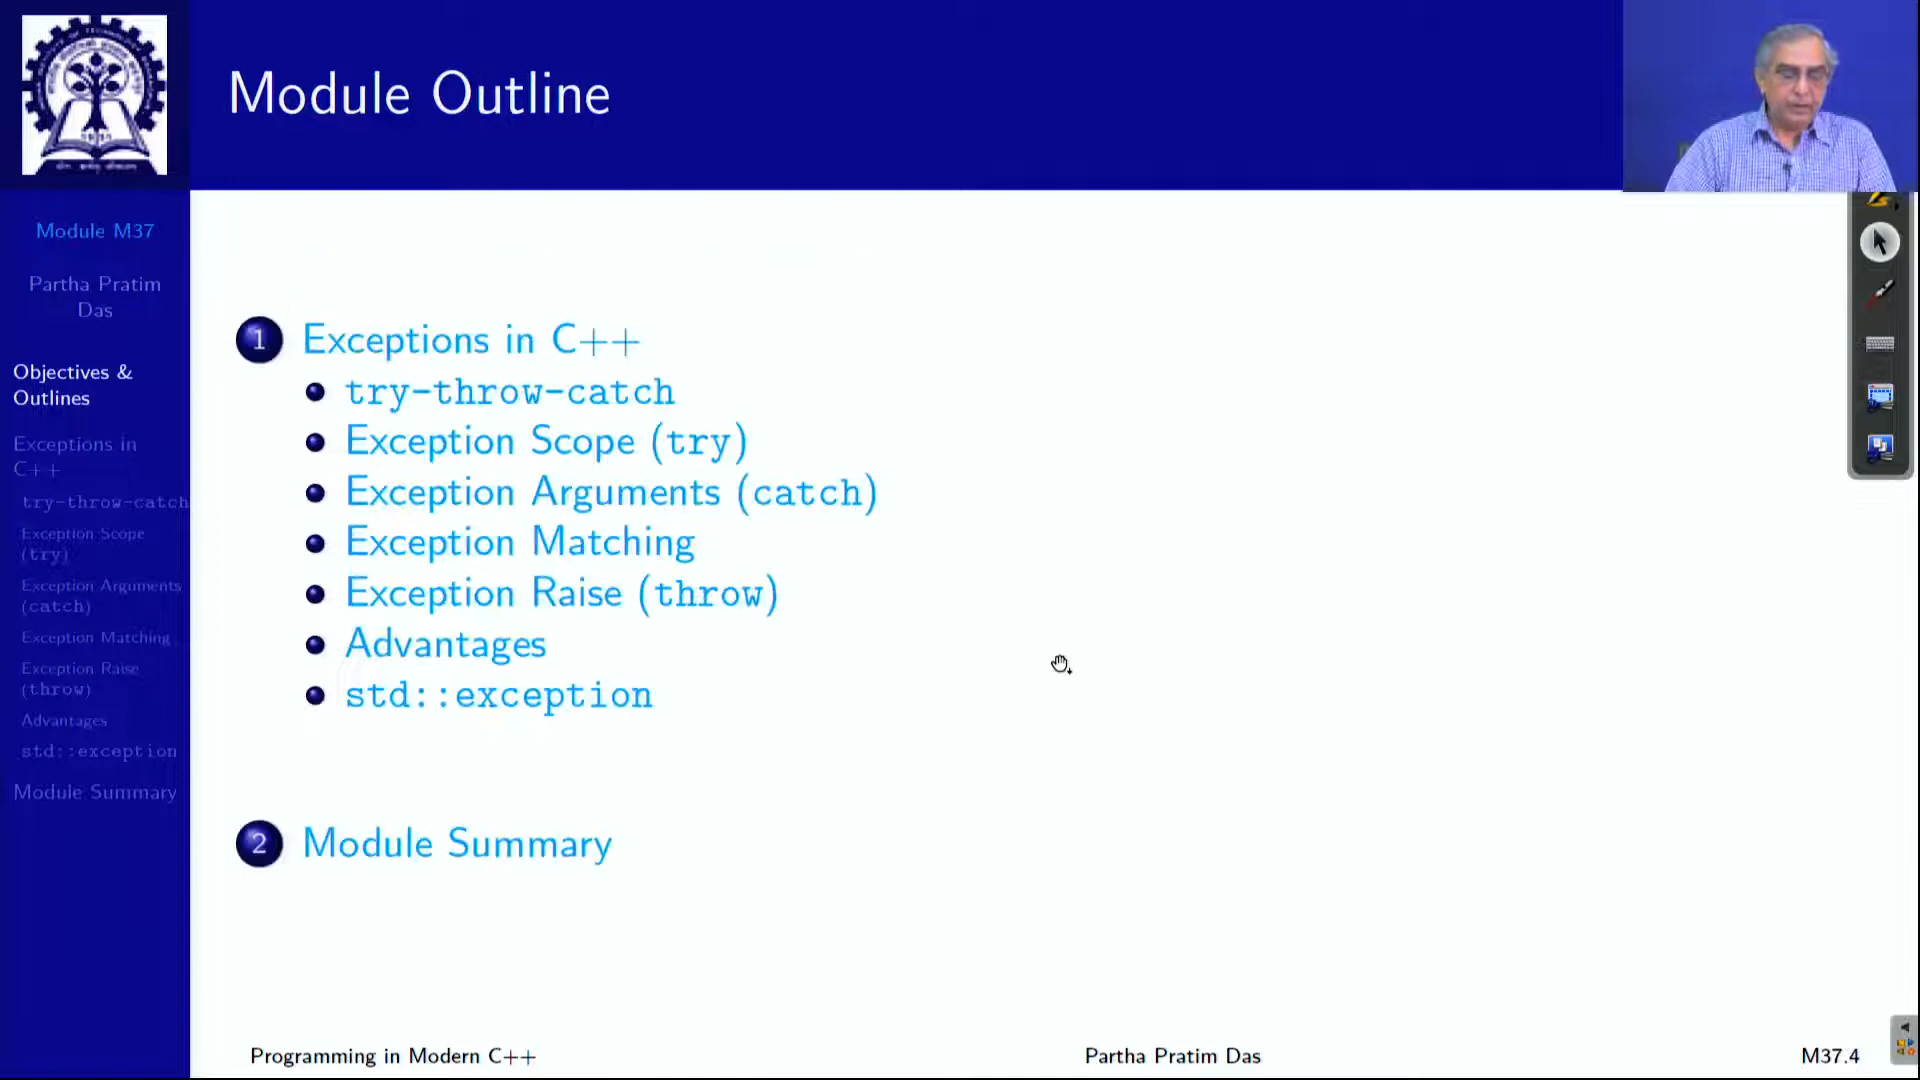 Module Outline
Module M37
Partha Pratim
Das
Objectives &
Outlines
Exceptions in
C++
try-throw-catch
Exception Scope
(try)
Exception Arguments
(catch)
Exception Matching
Exception Raise
(throw)
Advantages
std::exception
Module Summary
1 Exceptions in C++
try-throw-catch
Exception Scope (try)
Exception Arguments (catch)
Exception Matching
Exception Raise (throw)
Advantages
std::exception
2 Module Summary
Programming in Modern C++ Partha Pratim Das M37.4